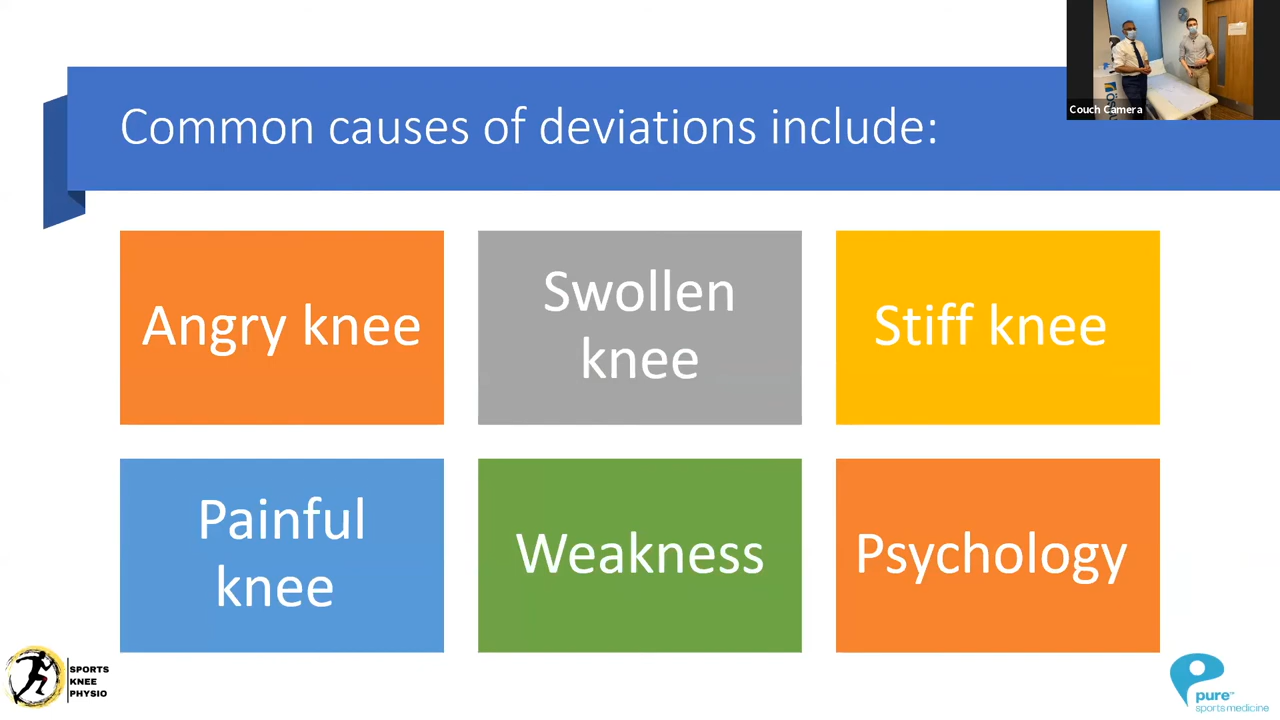 Couch Camera
Common causes of deviations include:
Angry knee
Swollen
knee
Stiff knee
Painful
knee
Weakness
Psychology
SPORTS
KNEE
PHYSIO
pure™
sports medicine